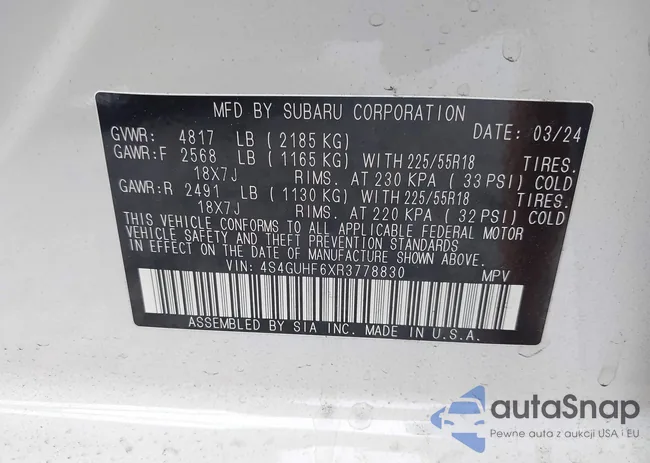 MFD BY SUBARU CORPORATION
GVWR: 4817 LB (2185 KG) DATE: 03/24
GAWR:F 2568 LB (1165 KG) WITH 225/55R18 TIRES.
18X7J RIMS. AT 230 KPA (33 PSI) COLD
GAWR:R 2491 LB (1130 KG) WITH 225/55R18 TIRES.
18X7J RIMS. AT 220 KPA (32 PSI) COLD
THIS VEHICLE CONFORMS TO ALL APPLICABLE FEDERAL MOTOR
VEHICLE SAFETY AND THEFT PREVENTION STANDARDS
IN EFFECT ON THE DATE OF MANUFACTURE SHOWN ABOVE.
VIN: 4S4GUHF6XR3778830 MPV
ASSEMBLED BY SIA INC. MADE IN U.S.A.
autoSnap
Pewne auta z aukcji USA i EU